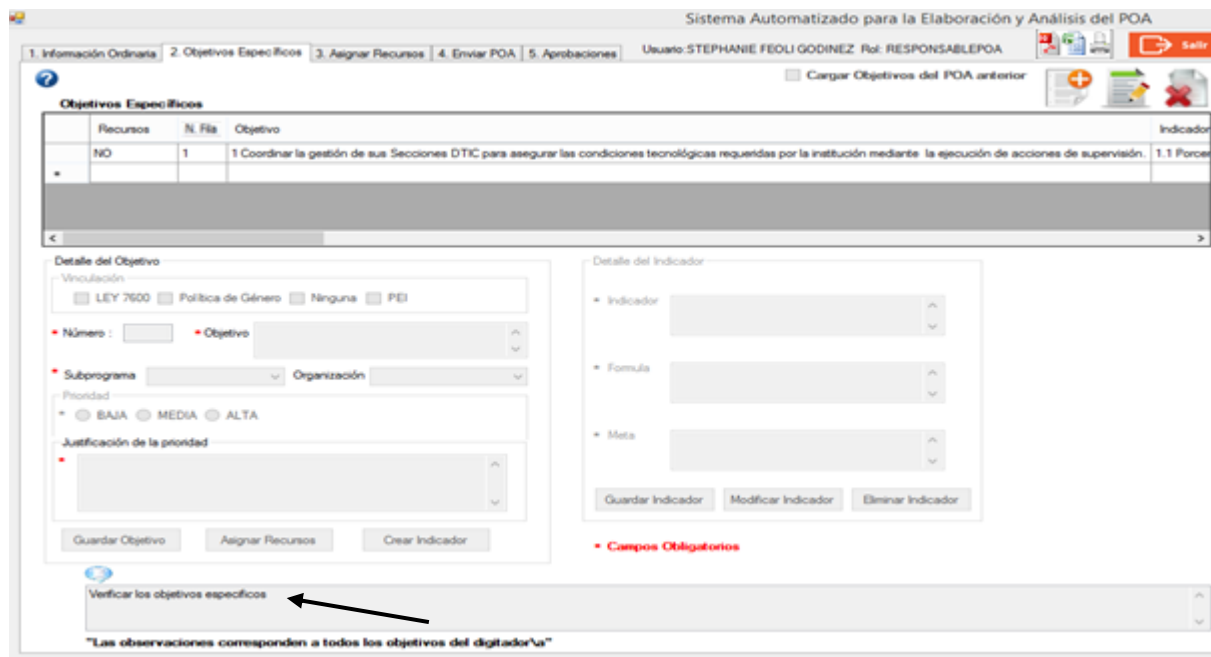 Sistema Automatizado para la Elaboración y Análisis del POA
1. Información Ordinaria 2. Objetivos Específicos 3. Asignar Recursos 4. Enviar POA 5. Aprobaciones Usuario:STEPHANIE FEOLI GODINEZ Rol: RESPONSABLEPOA Salir
Cargar Objetivos del POA anterior
Objetivos Específicos
Recursos N. Fila Objetivo Indicador
NO 1 1 Coordinar la gestión de sus Secciones DTIC para asegurar las condiciones tecnológicas requeridas por la institución mediante la ejecución de acciones de supervisión. 1.1 Porcen
Detalle del Objetivo Detalle del Indicador
Vinculación
LEY 7600 Política de Género Ninguna PEI
* Indicador
* Número : * Objetivo
* Subprograma Organización
* Formula
Prioridad
* BAJA MEDIA ALTA
* Meta
Justificación de la prioridad
*
Guardar Indicador Modificar Indicador Eliminar Indicador
Guardar Objetivo Asignar Recursos Crear Indicador
* Campos Obligatorios
Verificar los objetivos especificos
"Las observaciones corresponden a todos los objetivos del digitador\a"